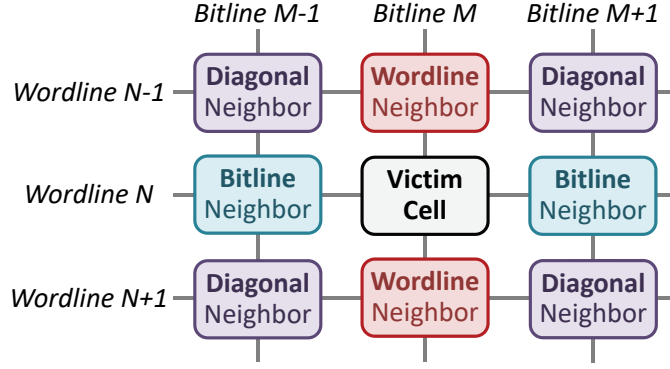 Bitline M-1 Bitline M Bitline M+1
Wordline N-1
Diagonal Wordline Diagonal
Neighbor Neighbor Neighbor
Wordline N
Bitline Victim Bitline
Neighbor Cell Neighbor
Wordline N+1
Diagonal Wordline Diagonal
Neighbor Neighbor Neighbor